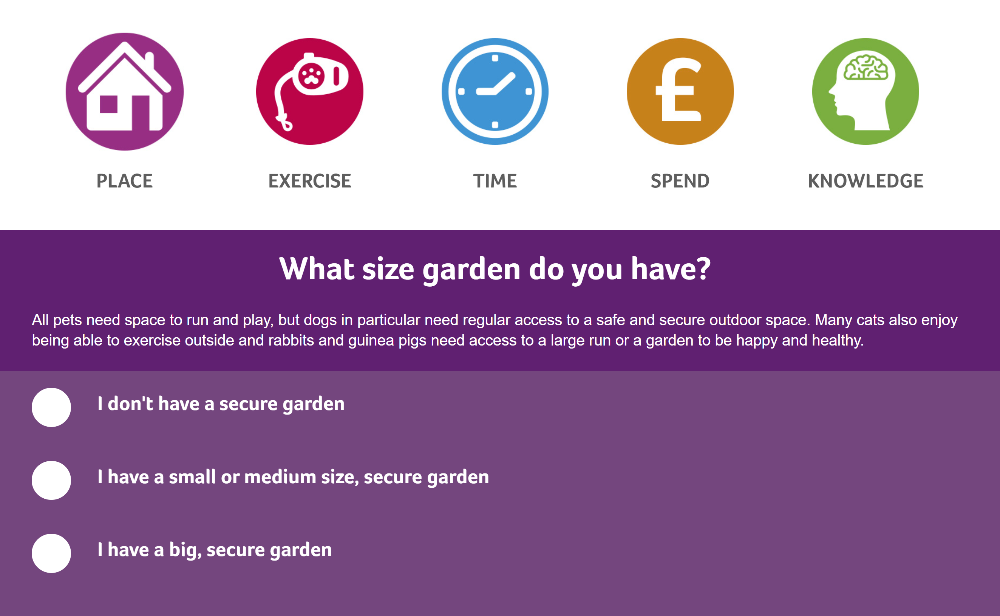 PLACE
EXERCISE
TIME
SPEND
KNOWLEDGE
What size garden do you have?
All pets need space to run and play, but dogs in particular need regular access to a safe and secure outdoor space. Many cats also enjoy
being able to exercise outside and rabbits and guinea pigs need access to a large run or a garden to be happy and healthy.
I don't have a secure garden
I have a small or medium size, secure garden
I have a big, secure garden